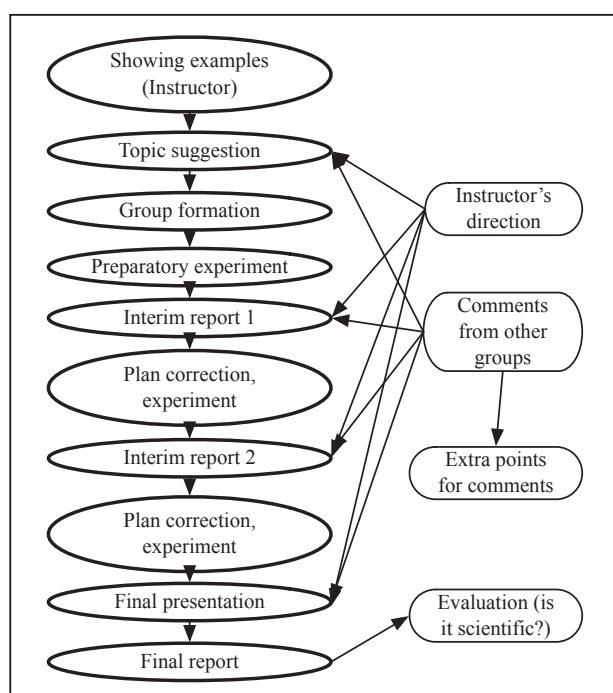 Showing examples
(Instructor)
Topic suggestion
Group formation
Preparatory experiment
Interim report 1
Plan correction,
experiment
Interim report 2
Plan correction,
experiment
Final presentation
Final report
Instructor’s
direction
Comments
from other
groups
Extra points
for comments
Evaluation (is
it scientific?)